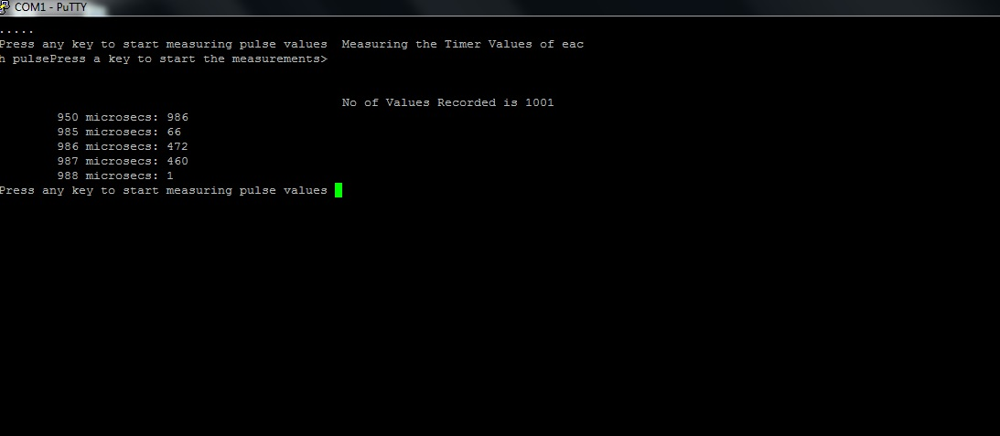 COM1 - PuTTY
.....
Press any key to start measuring pulse values  Measuring the Timer Values of eac
h pulsePress a key to start the measurements>
No of Values Recorded is 1001
950 microsecs: 986
985 microsecs: 66
986 microsecs: 472
987 microsecs: 460
988 microsecs: 1
Press any key to start measuring pulse values